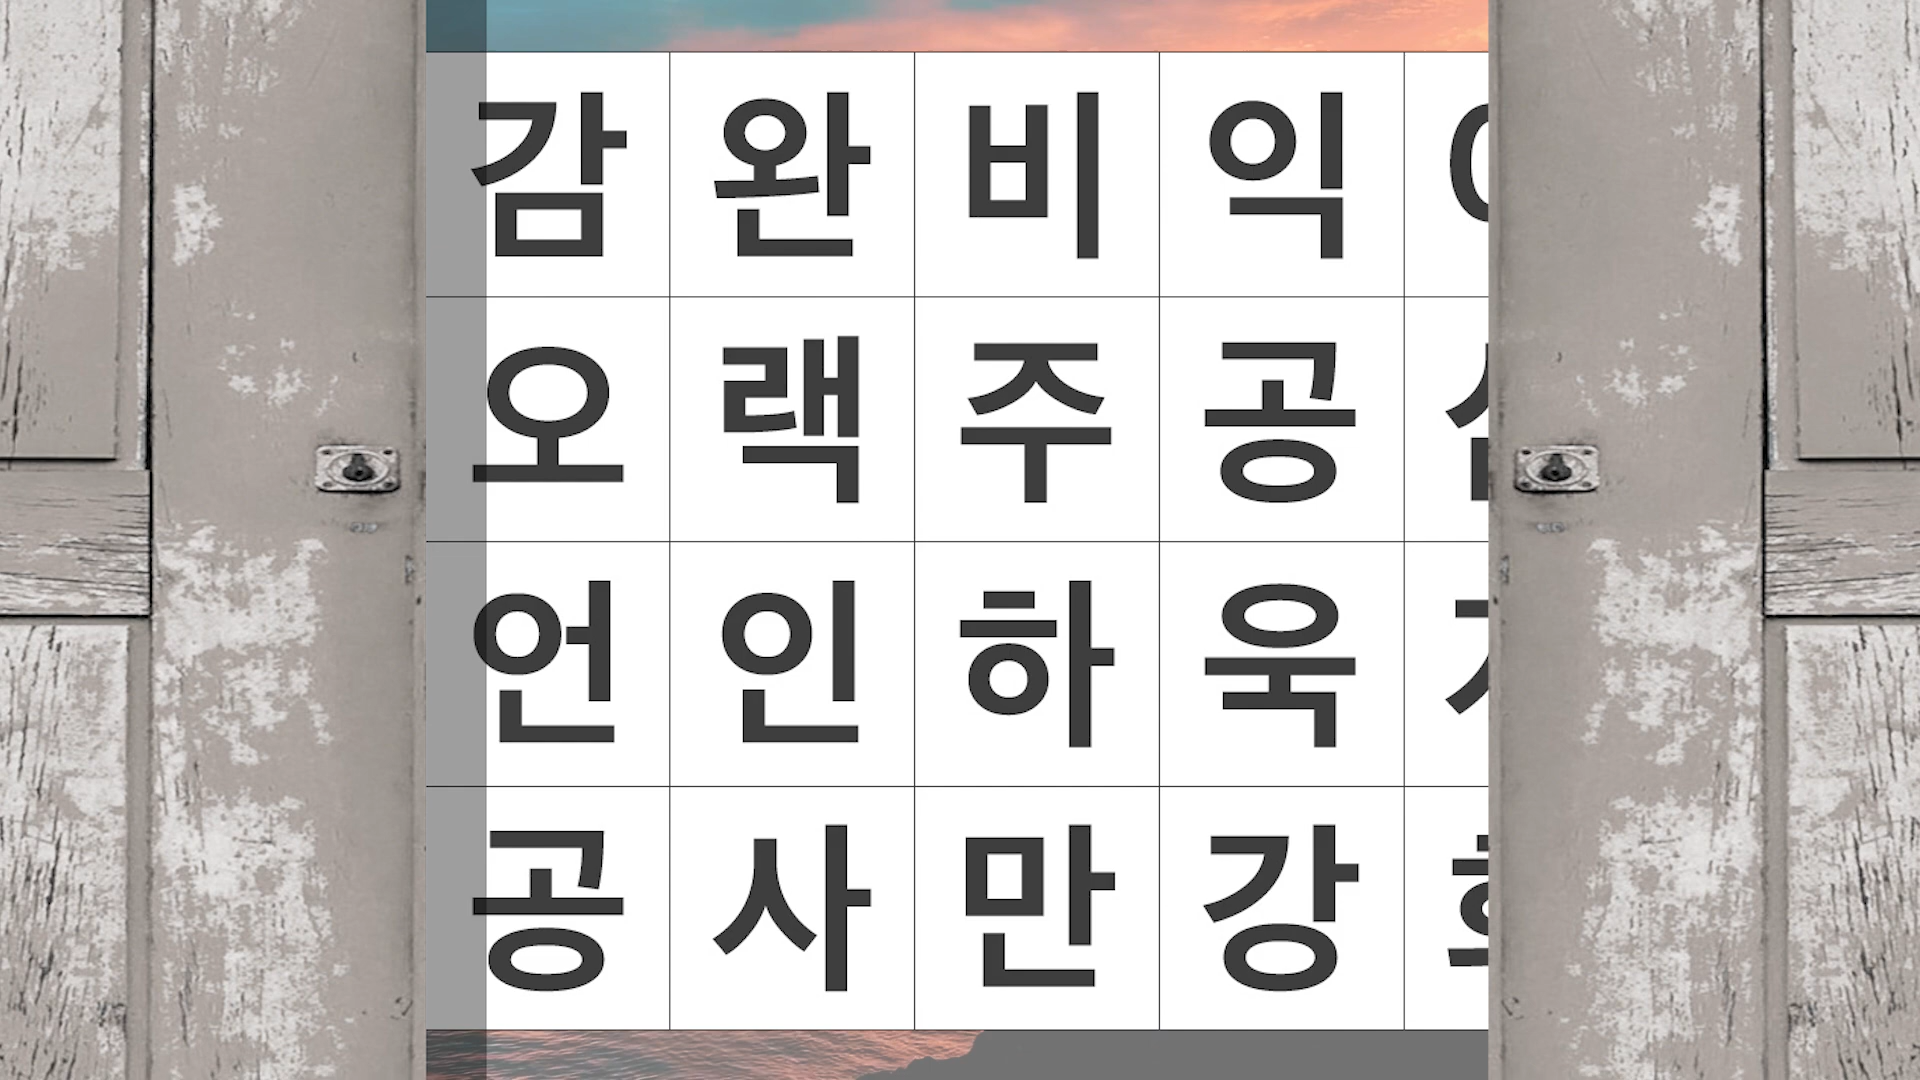 감 완 비 익
오 랙 주 공
언 인 하 욱
공 사 만 강